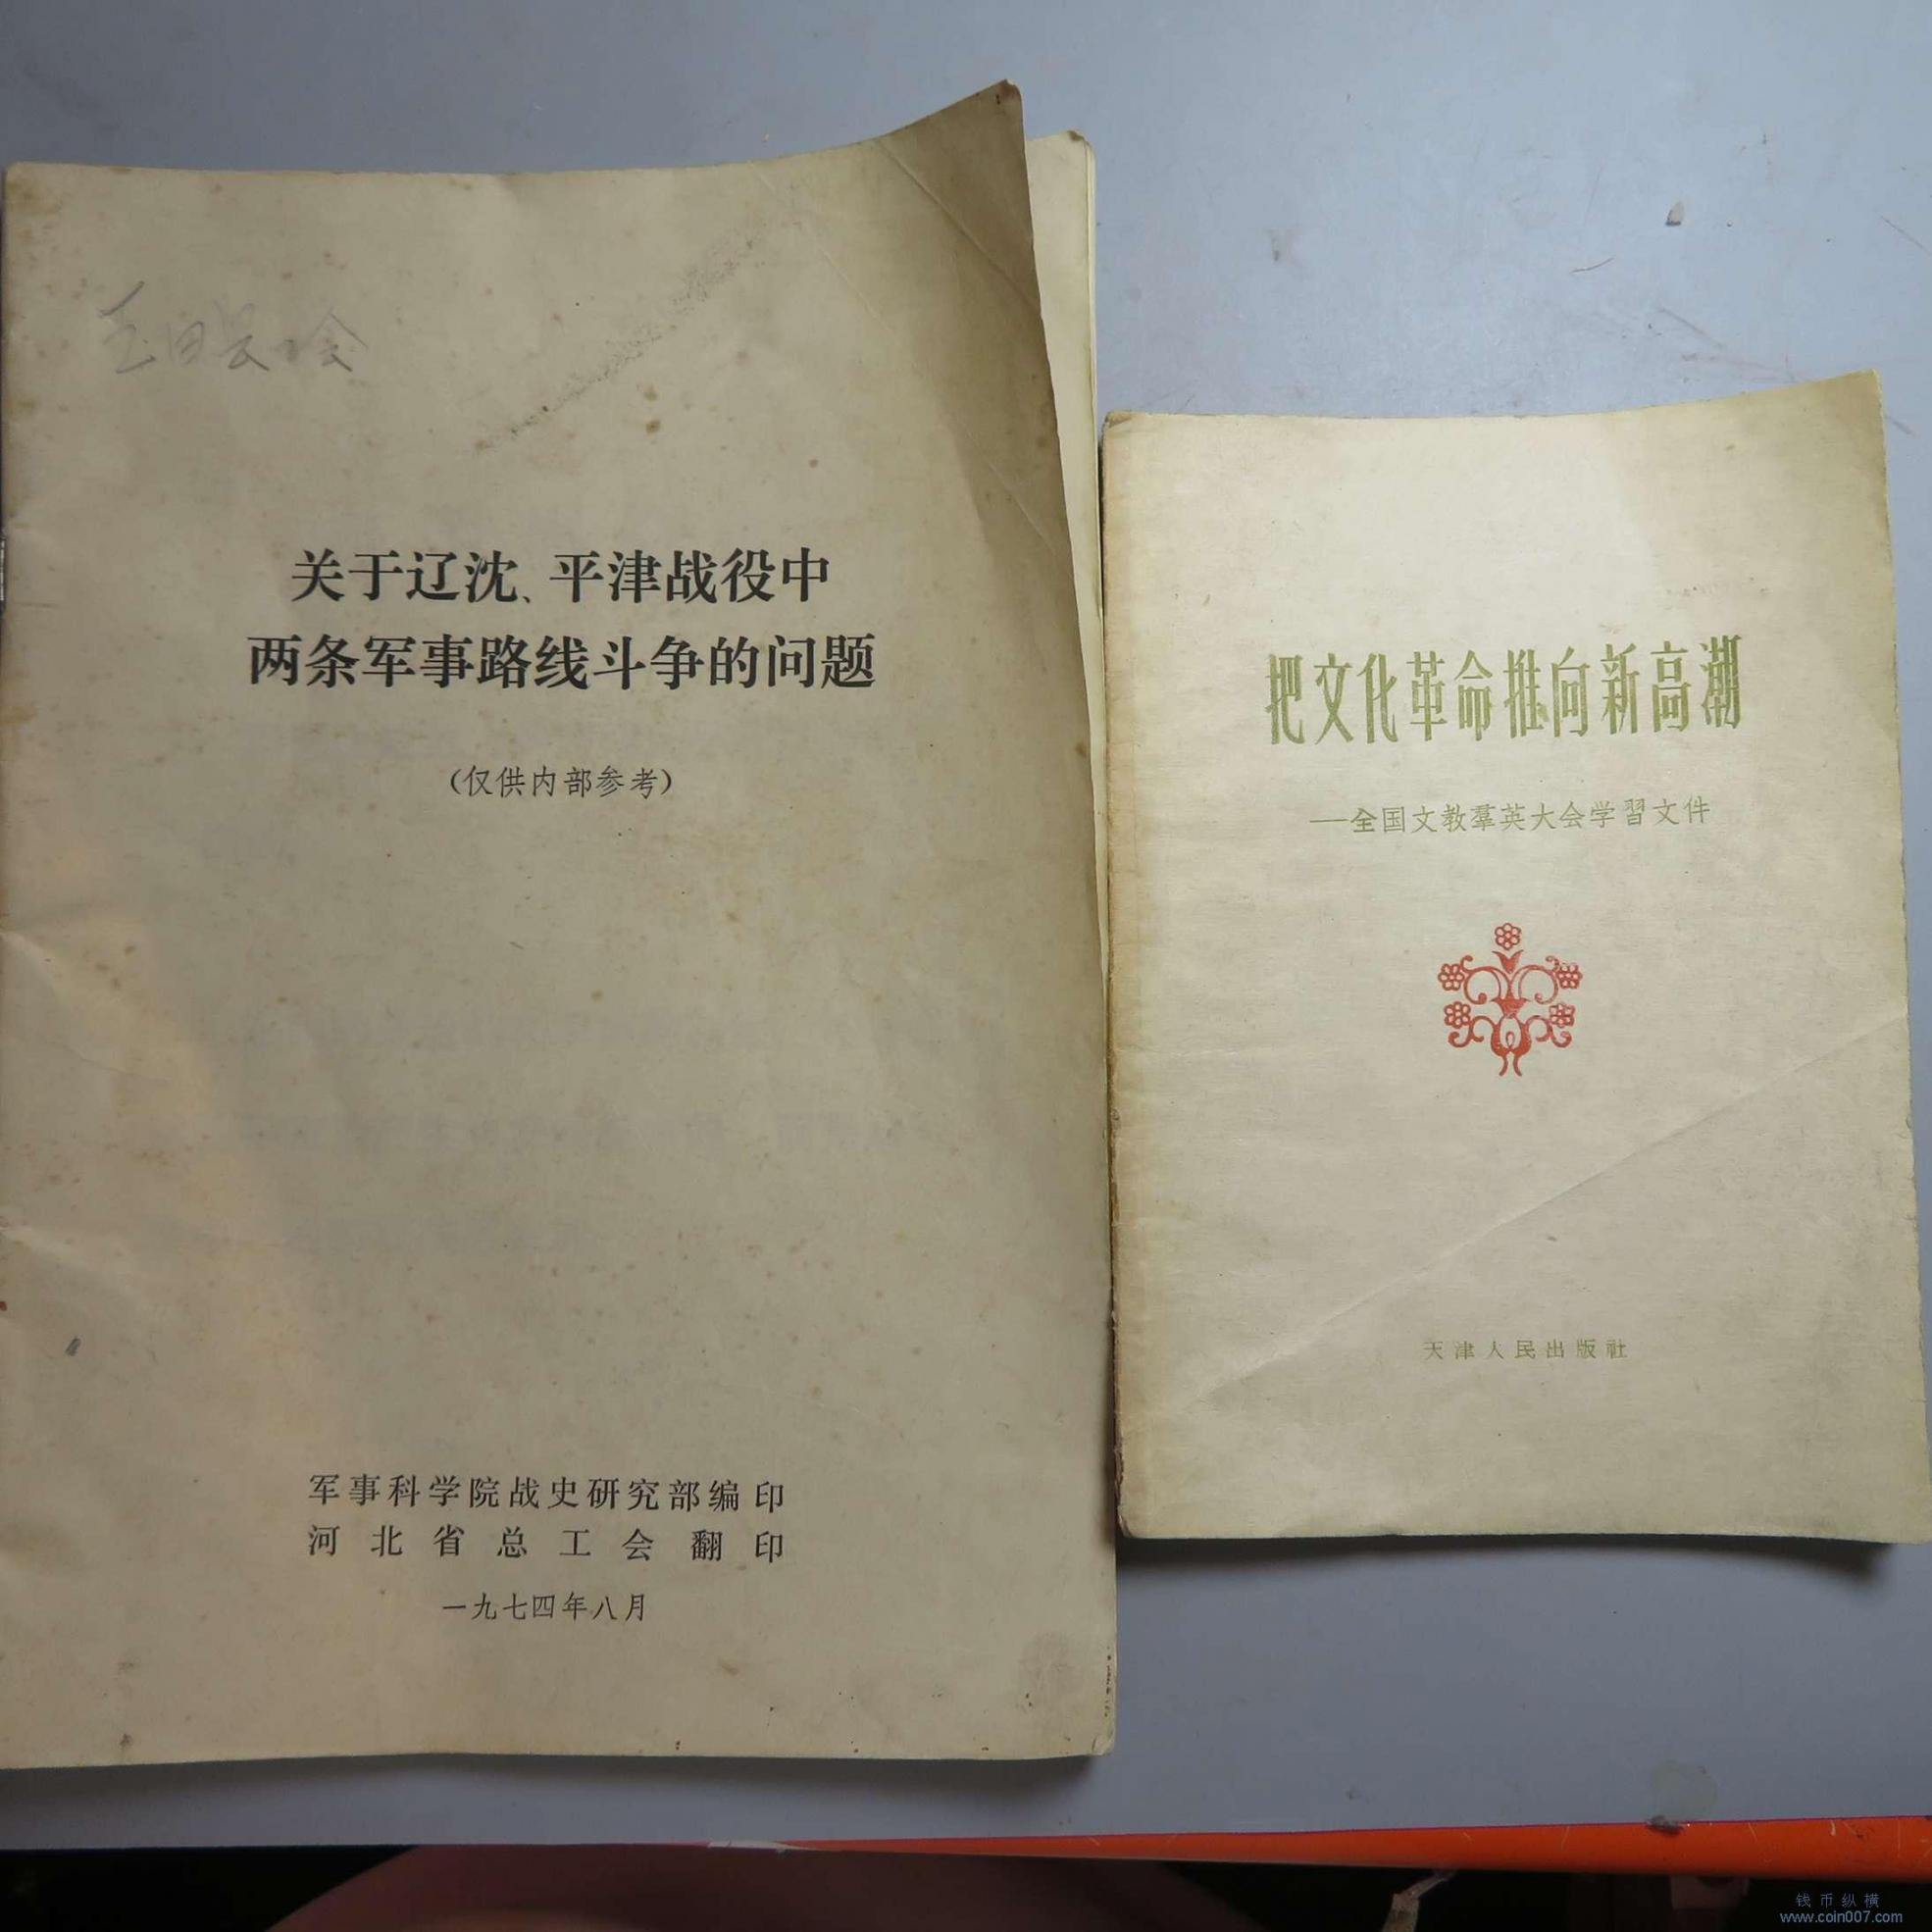 关于辽沈、平津战役中
两条军事路线斗争的问题
(仅供内部参考)
军事科学院战史研究部编印
河北省总工会翻印
一九七四年八月
把文化革命推向新高潮
——全国文教羣英大会学習文件
天津人民出版社
钱币纵横
www.coin007.com